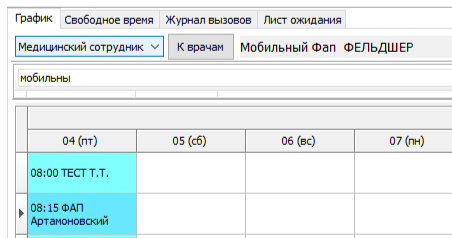 График Свободное время Журнал вызовов Лист ожидания
Медицинский сотрудник К врачам Мобильный Фап ФЕЛЬДШЕР
мобильны
04 (пт) 05 (сб) 06 (вс) 07 (пн)
08:00 ТЕСТ Т.Т.
08:15 ФАП
Артамоновский